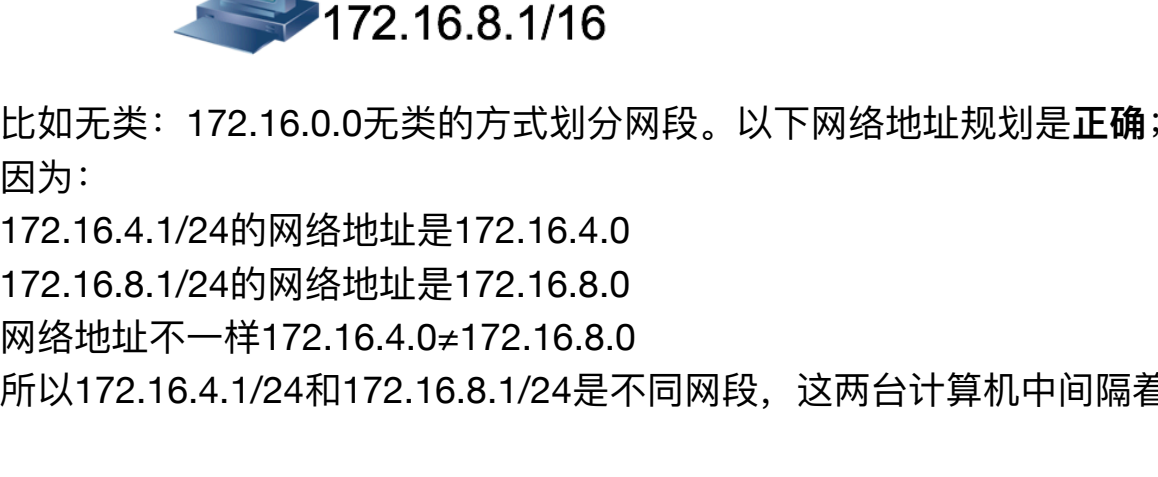 172.16.8.1/16
比如无类：172.16.0.0无类的方式划分网段。以下网络地址规划是正确；
因为：
172.16.4.1/24的网络地址是172.16.4.0
172.16.8.1/24的网络地址是172.16.8.0
网络地址不一样172.16.4.0≠172.16.8.0
所以172.16.4.1/24和172.16.8.1/24是不同网段，这两台计算机中间隔着